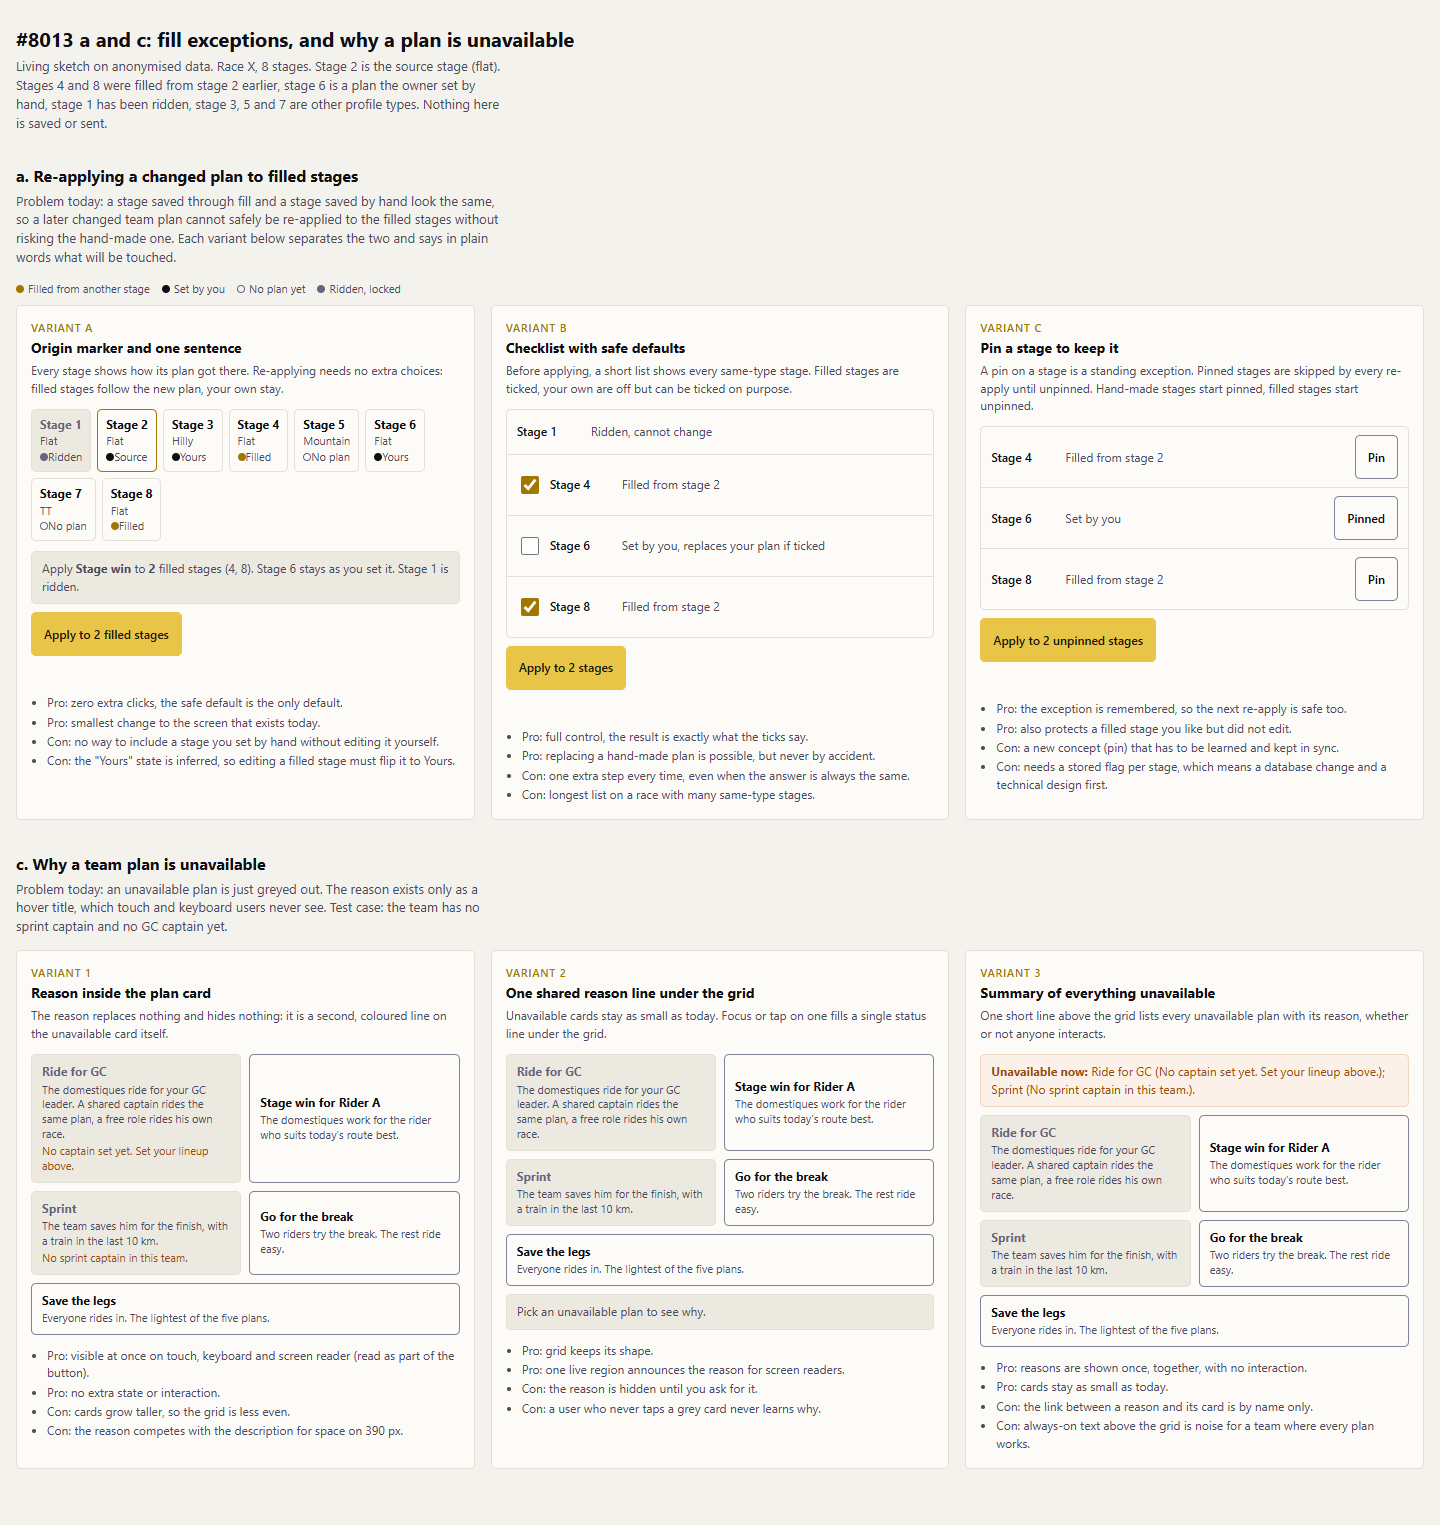 #8013 a and c: fill exceptions, and why a plan is unavailable
Living sketch on anonymised data. Race X, 8 stages. Stage 2 is the source stage (flat).
Stages 4 and 8 were filled from stage 2 earlier, stage 6 is a plan the owner set by
hand, stage 1 has been ridden, stage 3, 5 and 7 are other profile types. Nothing here
is saved or sent.
a. Re-applying a changed plan to filled stages
Problem today: a stage saved through fill and a stage saved by hand look the same,
so a later changed team plan cannot safely be re-applied to the filled stages without
risking the hand-made one. Each variant below separates the two and says in plain
words what will be touched.
Filled from another stage
Set by you
No plan yet
Ridden, locked
VARIANT A
Origin marker and one sentence
Every stage shows how its plan got there. Re-applying needs no extra choices:
filled stages follow the new plan, your own stay.
Stage 1
Flat
Ridden
Stage 2
Flat
Source
Stage 3
Hilly
Yours
Stage 4
Flat
Filled
Stage 5
Mountain
No plan
Stage 6
Flat
Yours
Stage 7
TT
No plan
Stage 8
Flat
Filled
Apply Stage win to 2 filled stages (4, 8). Stage 6 stays as you set it. Stage 1 is
ridden.
Apply to 2 filled stages
Pro: zero extra clicks, the safe default is the only default.
Pro: smallest change to the screen that exists today.
Con: no way to include a stage you set by hand without editing it yourself.
Con: the "Yours" state is inferred, so editing a filled stage must flip it to Yours.
VARIANT B
Checklist with safe defaults
Before applying, a short list shows every same-type stage. Filled stages are
ticked, your own are off but can be ticked on purpose.
Stage 1 Ridden, cannot change
Stage 4 Filled from stage 2
Stage 6 Set by you, replaces your plan if ticked
Stage 8 Filled from stage 2
Apply to 2 stages
Pro: full control, the result is exactly what the ticks say.
Pro: replacing a hand-made plan is possible, but never by accident.
Con: one extra step every time, even when the answer is always the same.
Con: longest list on a race with many same-type stages.
VARIANT C
Pin a stage to keep it
A pin on a stage is a standing exception. Pinned stages are skipped by every re-
apply until unpinned. Hand-made stages start pinned, filled stages start
unpinned.
Stage 4 Filled from stage 2 Pin
Stage 6 Set by you Pinned
Stage 8 Filled from stage 2 Pin
Apply to 2 unpinned stages
Pro: the exception is remembered, so the next re-apply is safe too.
Pro: also protects a filled stage you like but did not edit.
Con: a new concept (pin) that has to be learned and kept in sync.
Con: needs a stored flag per stage, which means a database change and a
technical design first.
c. Why a team plan is unavailable
Problem today: an unavailable plan is just greyed out. The reason exists only as a
hover title, which touch and keyboard users never see. Test case: the team has no
sprint captain and no GC captain yet.
VARIANT 1
Reason inside the plan card
The reason replaces nothing and hides nothing: it is a second, coloured line on
the unavailable card itself.
Ride for GC
The domestiques ride for your GC
leader. A shared captain rides the
same plan, a free role rides his own
race.
No captain set yet. Set your lineup
above.
Stage win for Rider A
The domestiques work for the rider
who suits today's route best.
Sprint
The team saves him for the finish, with
a train in the last 10 km.
No sprint captain in this team.
Go for the break
Two riders try the break. The rest ride
easy.
Save the legs
Everyone rides in. The lightest of the five plans.
Pro: visible at once on touch, keyboard and screen reader (read as part of the
button).
Pro: no extra state or interaction.
Con: cards grow taller, so the grid is less even.
Con: the reason competes with the description for space on 390 px.
VARIANT 2
One shared reason line under the grid
Unavailable cards stay as small as today. Focus or tap on one fills a single status
line under the grid.
Ride for GC
The domestiques ride for your GC
leader. A shared captain rides the
same plan, a free role rides his own
race.
Stage win for Rider A
The domestiques work for the rider
who suits today's route best.
Sprint
The team saves him for the finish, with
a train in the last 10 km.
Go for the break
Two riders try the break. The rest ride
easy.
Save the legs
Everyone rides in. The lightest of the five plans.
Pick an unavailable plan to see why.
Pro: grid keeps its shape.
Pro: one live region announces the reason for screen readers.
Con: the reason is hidden until you ask for it.
Con: a user who never taps a grey card never learns why.
VARIANT 3
Summary of everything unavailable
One short line above the grid lists every unavailable plan with its reason, whether
or not anyone interacts.
Unavailable now: Ride for GC (No captain set yet. Set your lineup above.);
Sprint (No sprint captain in this team.).
Ride for GC
The domestiques ride for your GC
leader. A shared captain rides the
same plan, a free role rides his own
race.
Stage win for Rider A
The domestiques work for the rider
who suits today's route best.
Sprint
The team saves him for the finish, with
a train in the last 10 km.
Go for the break
Two riders try the break. The rest ride
easy.
Save the legs
Everyone rides in. The lightest of the five plans.
Pro: reasons are shown once, together, with no interaction.
Pro: cards stay as small as today.
Con: the link between a reason and its card is by name only.
Con: always-on text above the grid is noise for a team where every plan
works.